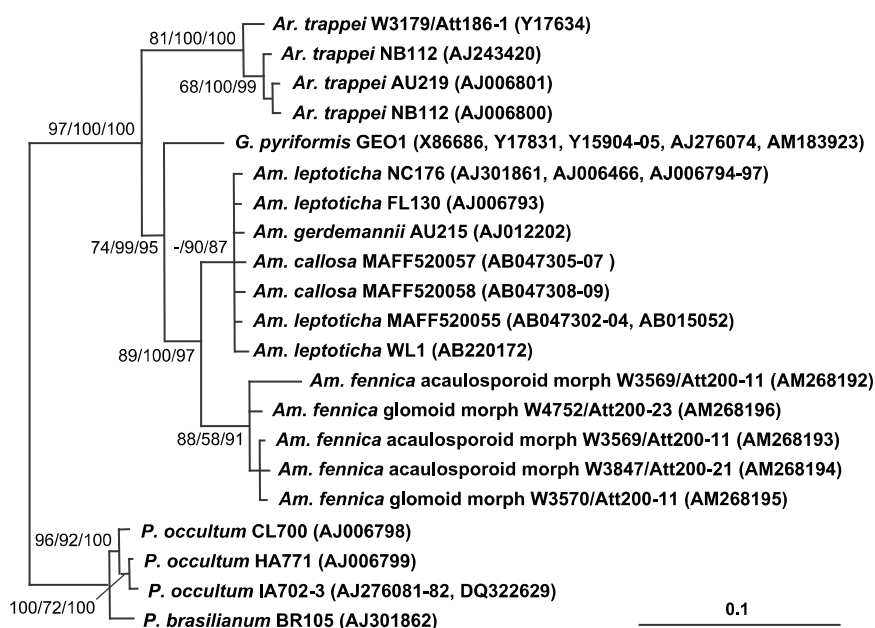 Ar. trappei W3179/Att186-1 (Y17634)
81/100/100
Ar. trappei NB112 (AJ243420)
68/100/99
Ar. trappei AU219 (AJ006801)
Ar. trappei NB112 (AJ006800)
97/100/100
G. pyriformis GEO1 (X86686, Y17831, Y15904-05, AJ276074, AM183923)
Am. leptoticha NC176 (AJ301861, AJ006466, AJ006794-97)
Am. leptoticha FL130 (AJ006793)
Am. gerdemannii AU215 (AJ012202)
74/99/95
-/90/87
Am. callosa MAFF520057 (AB047305-07 )
Am. callosa MAFF520058 (AB047308-09)
Am. leptoticha MAFF520055 (AB047302-04, AB015052)
Am. leptoticha WL1 (AB220172)
89/100/97
Am. fennica acaulosporoid morph W3569/Att200-11 (AM268192)
Am. fennica glomoid morph W4752/Att200-23 (AM268196)
88/58/91
Am. fennica acaulosporoid morph W3569/Att200-11 (AM268193)
Am. fennica acaulosporoid morph W3847/Att200-21 (AM268194)
Am. fennica glomoid morph W3570/Att200-11 (AM268195)
P. occultum CL700 (AJ006798)
96/92/100
P. occultum HA771 (AJ006799)
P. occultum IA702-3 (AJ276081-82, DQ322629)
100/72/100
P. brasilianum BR105 (AJ301862)
0.1